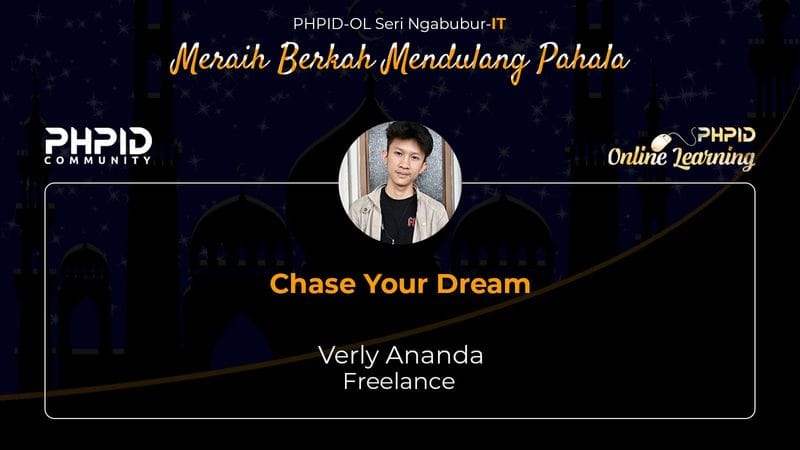 PHPID-OL Seri Ngabubur-IT
Meraih Berkah Mendulang Pahala
PHPID
COMMUNITY
PHPID
Online Learning
Chase Your Dream
Verly Ananda
Freelance